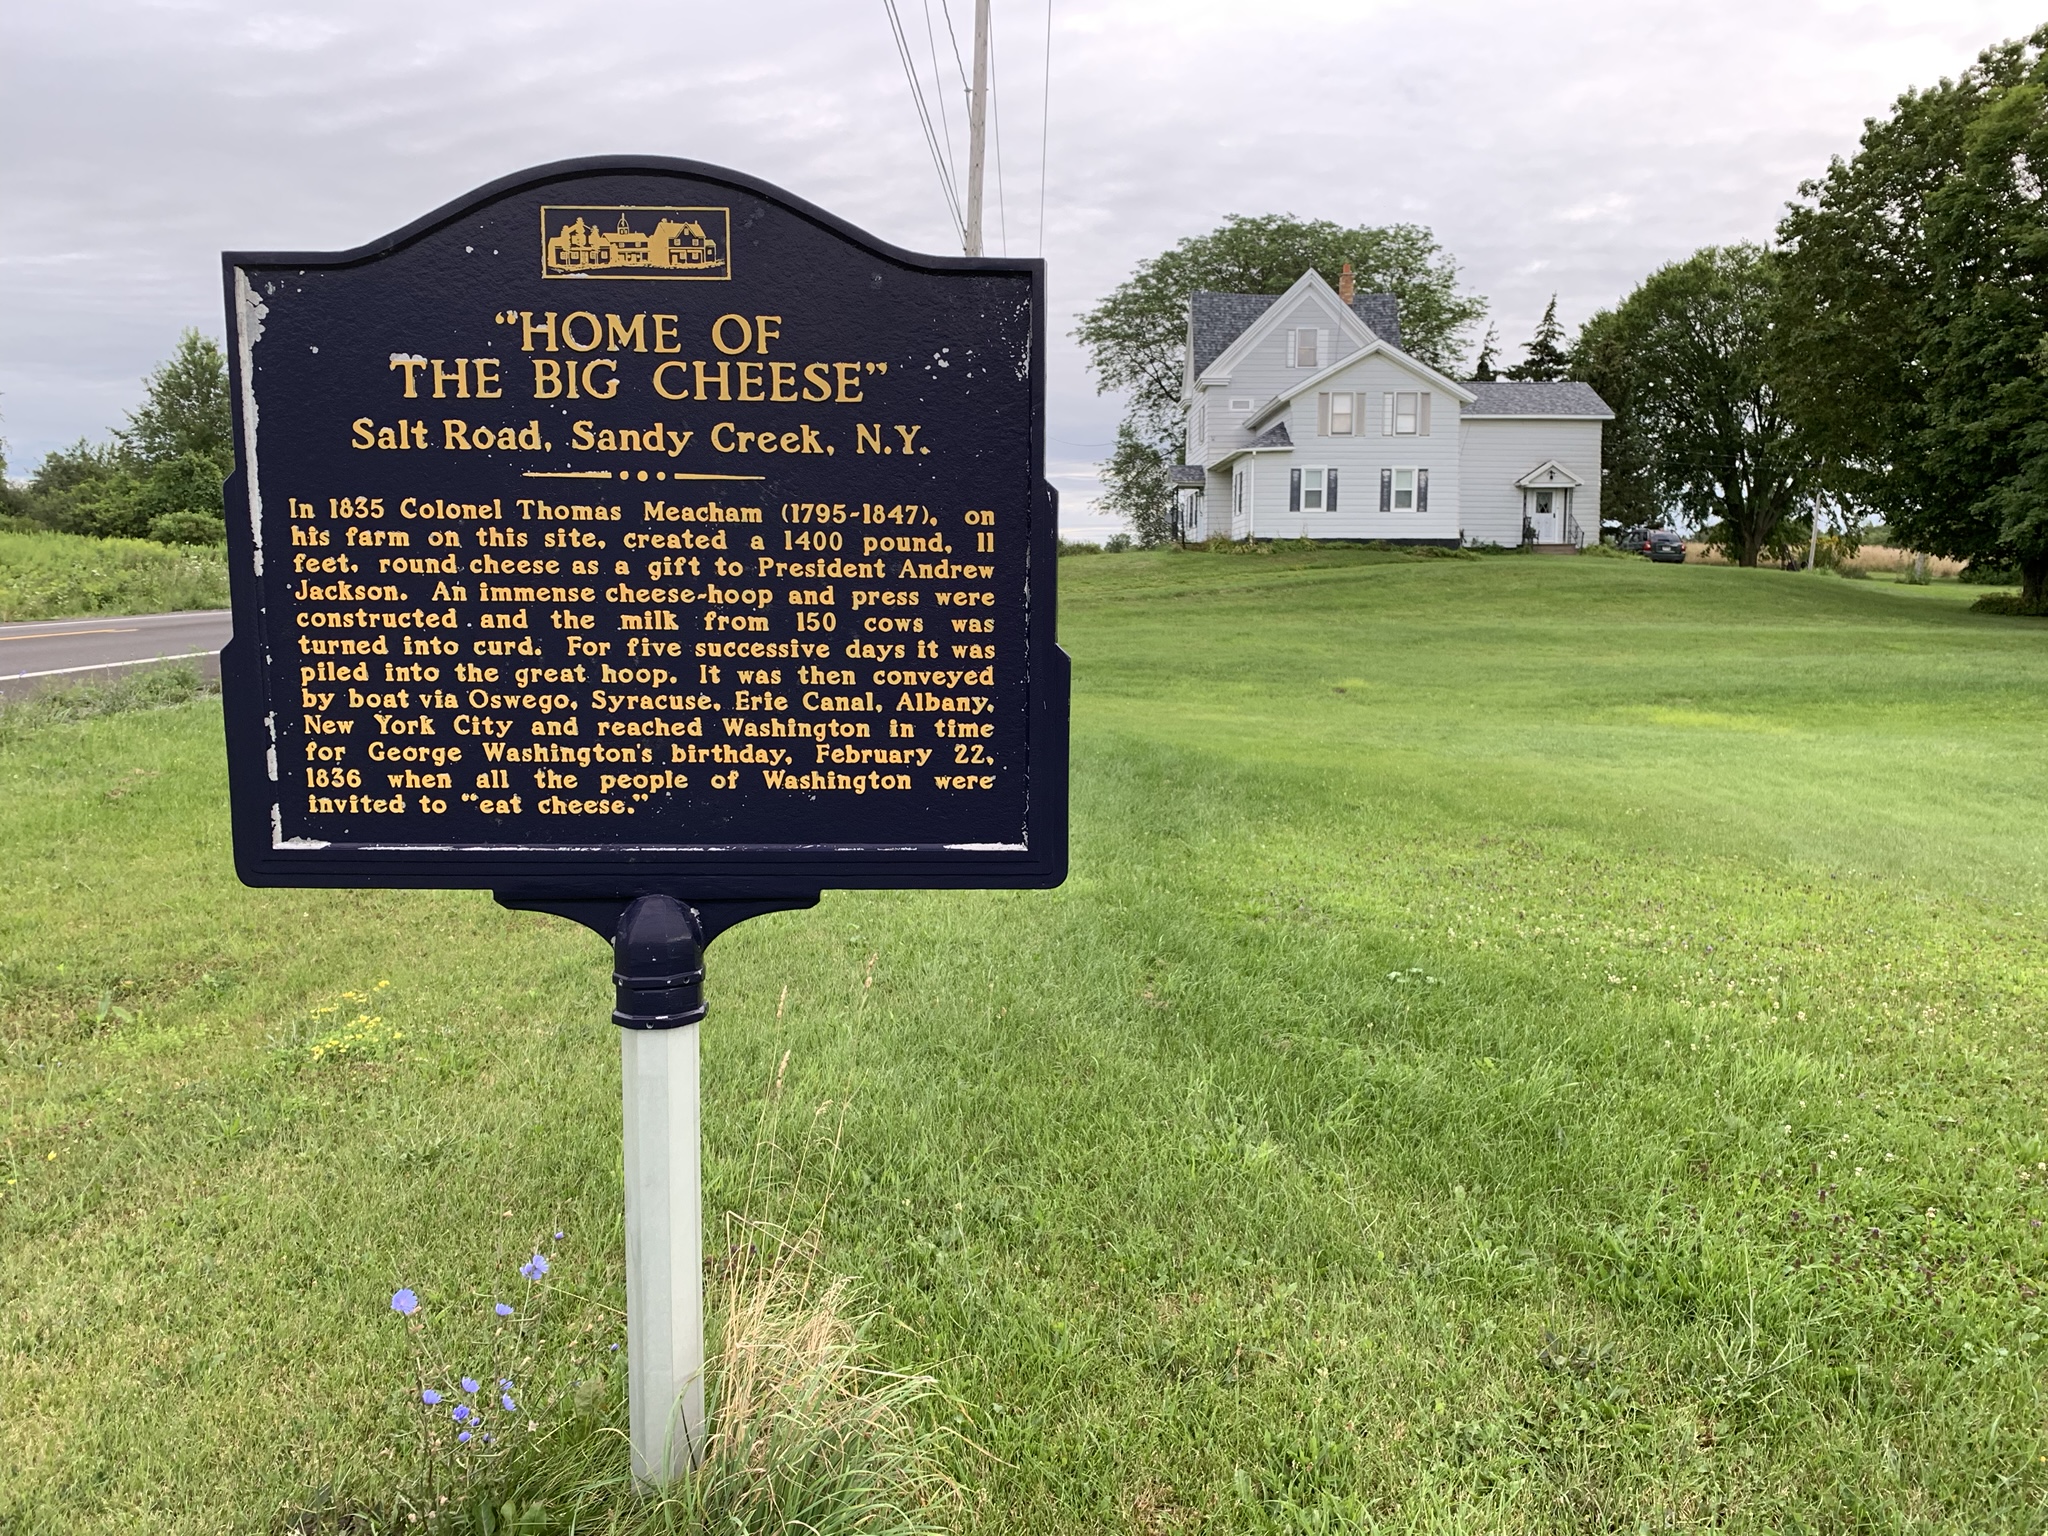 “HOME OF
THE BIG CHEESE”
Salt Road, Sandy Creek, N.Y.
In 1835 Colonel Thomas Meacham (1795-1847), on
his farm on this site, created a 1400 pound, 11
feet, round cheese as a gift to President Andrew
Jackson. An immense cheese-hoop and press were
constructed and the milk from 150 cows was
turned into curd. For five successive days it was
piled into the great hoop. It was then conveyed
by boat via Oswego, Syracuse, Erie Canal, Albany,
New York City and reached Washington in time
for George Washington's birthday, February 22,
1836 when all the people of Washington were
invited to “eat cheese.”